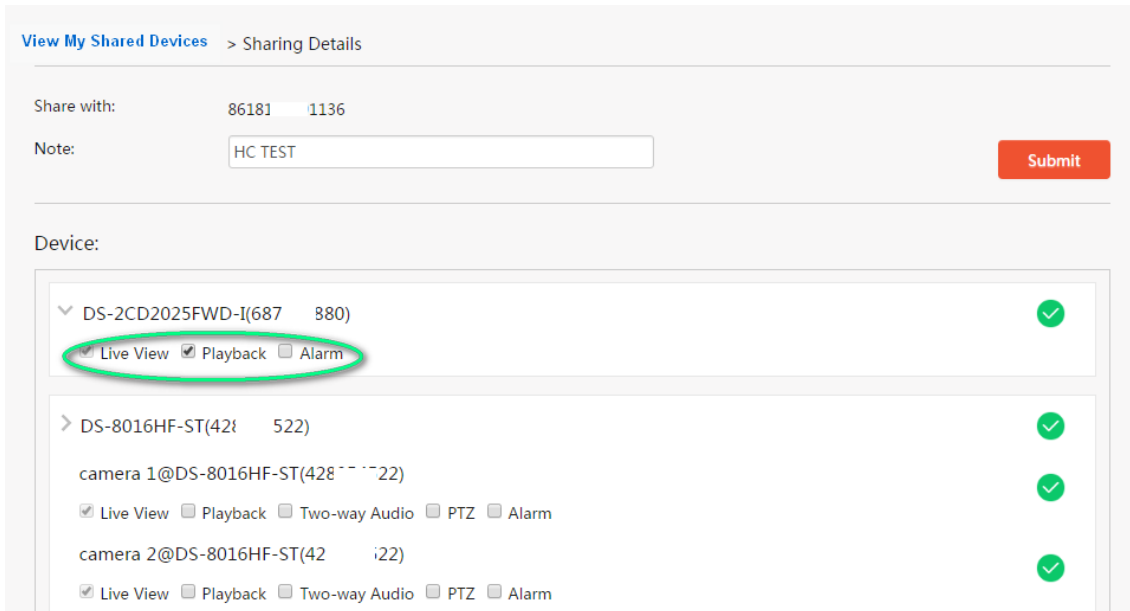 View My Shared Devices > Sharing Details
Share with: 86181 1136
Note: HC TEST
Submit
Device:
DS-2CD2025FWD-I(687 880)
Live View Playback Alarm
DS-8016HF-ST(428 522)
camera 1@DS-8016HF-ST(428 22)
Live View Playback Two-way Audio PTZ Alarm
camera 2@DS-8016HF-ST(42 522)
Live View Playback Two-way Audio PTZ Alarm